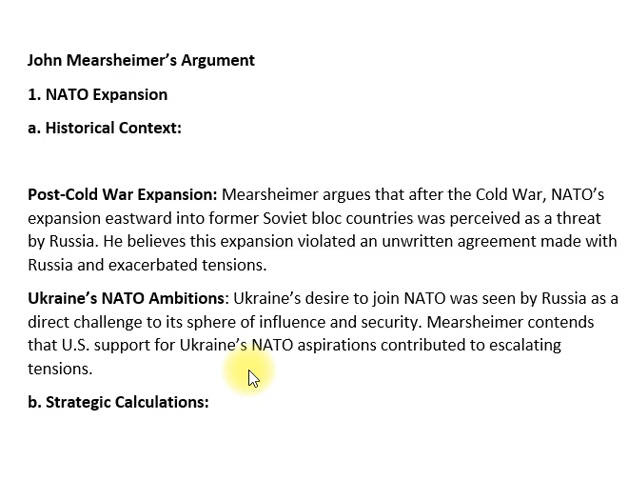 John Mearsheimer’s Argument
1. NATO Expansion
a. Historical Context:
Post-Cold War Expansion: Mearsheimer argues that after the Cold War, NATO’s
expansion eastward into former Soviet bloc countries was perceived as a threat
by Russia. He believes this expansion violated an unwritten agreement made with
Russia and exacerbated tensions.
Ukraine’s NATO Ambitions: Ukraine’s desire to join NATO was seen by Russia as a
direct challenge to its sphere of influence and security. Mearsheimer contends
that U.S. support for Ukraine’s NATO aspirations contributed to escalating
tensions.
b. Strategic Calculations: